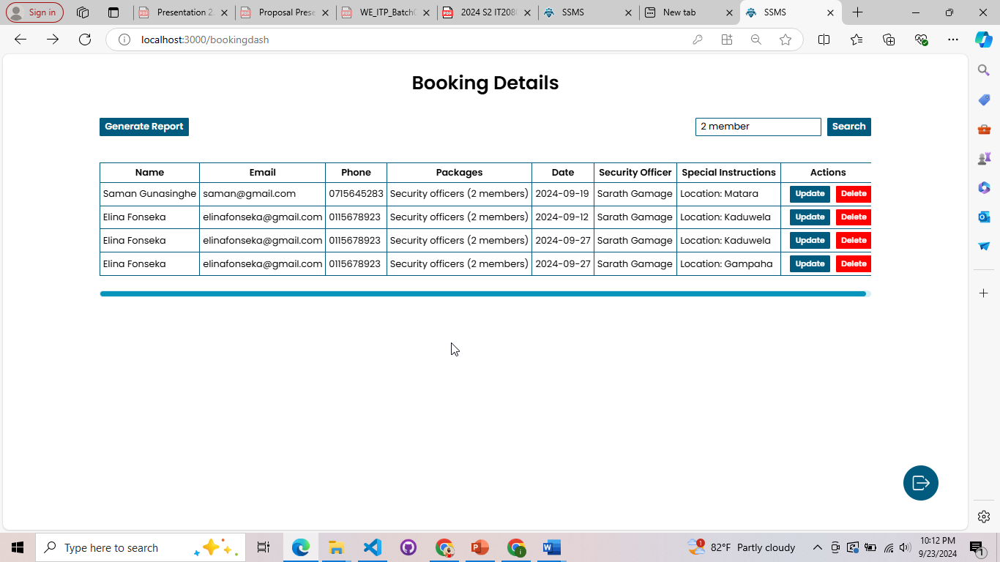 Sign in
Presentation 2
Proposal Prese
WE_ITP_Batch
2024 S2 IT208
SSMS
New tab
SSMS
localhost:3000/bookingdash
Booking Details
Generate Report
2 member
Search
Name Email Phone Packages Date Security Officer Special Instructions Actions
Saman Gunasinghe saman@gmail.com 0715645283 Security officers (2 members) 2024-09-19 Sarath Gamage Location: Matara Update Delete
Elina Fonseka elinafonseka@gmail.com 0115678923 Security officers (2 members) 2024-09-12 Sarath Gamage Location: Kaduwela Update Delete
Elina Fonseka elinafonseka@gmail.com 0115678923 Security officers (2 members) 2024-09-27 Sarath Gamage Location: Kaduwela Update Delete
Elina Fonseka elinafonseka@gmail.com 0115678923 Security officers (2 members) 2024-09-27 Sarath Gamage Location: Gampaha Update Delete
Type here to search
1
82°F Partly cloudy
10:12 PM
9/23/2024
1